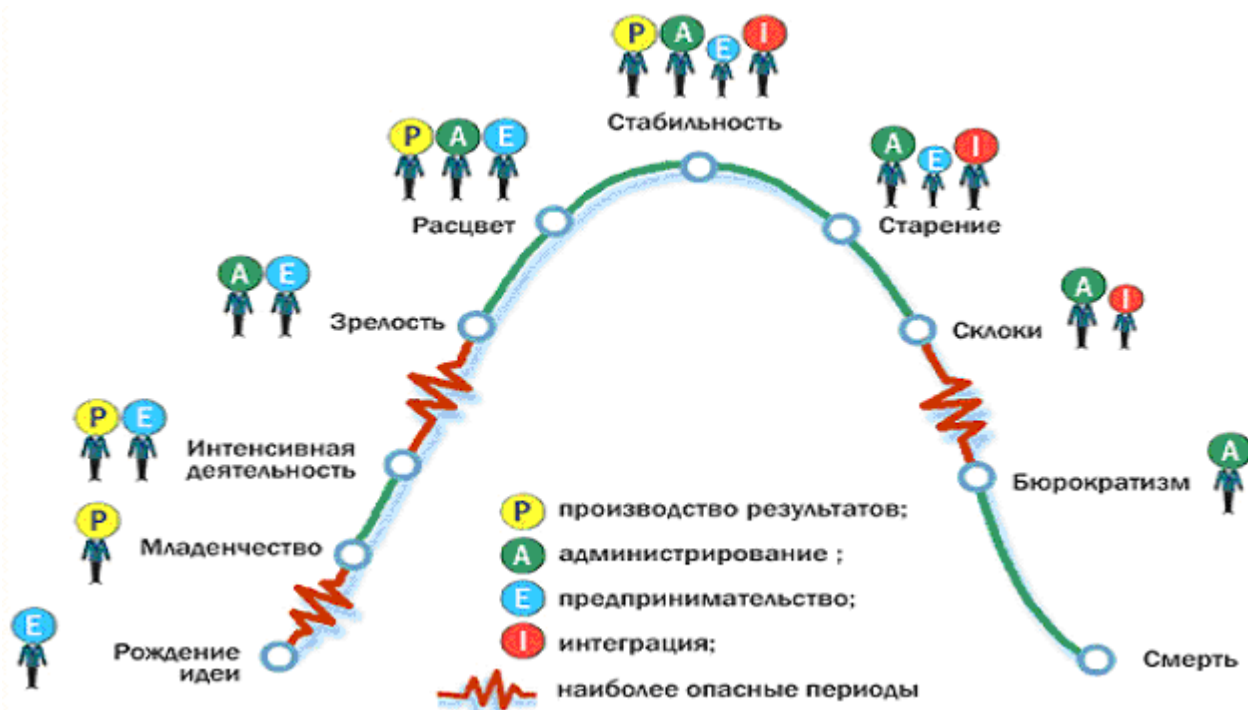 P A E I
Стабильность
P A E
Расцвет
A E I
Старение
A E
Зрелость
A I
Склоки
P E
Интенсивная
деятельность
A
Бюрократизм
P
Младенчество
E
Рождение
идеи
Смерть
P производство результатов;
A администрирование ;
E предпринимательство;
I интеграция;
наиболее опасные периоды